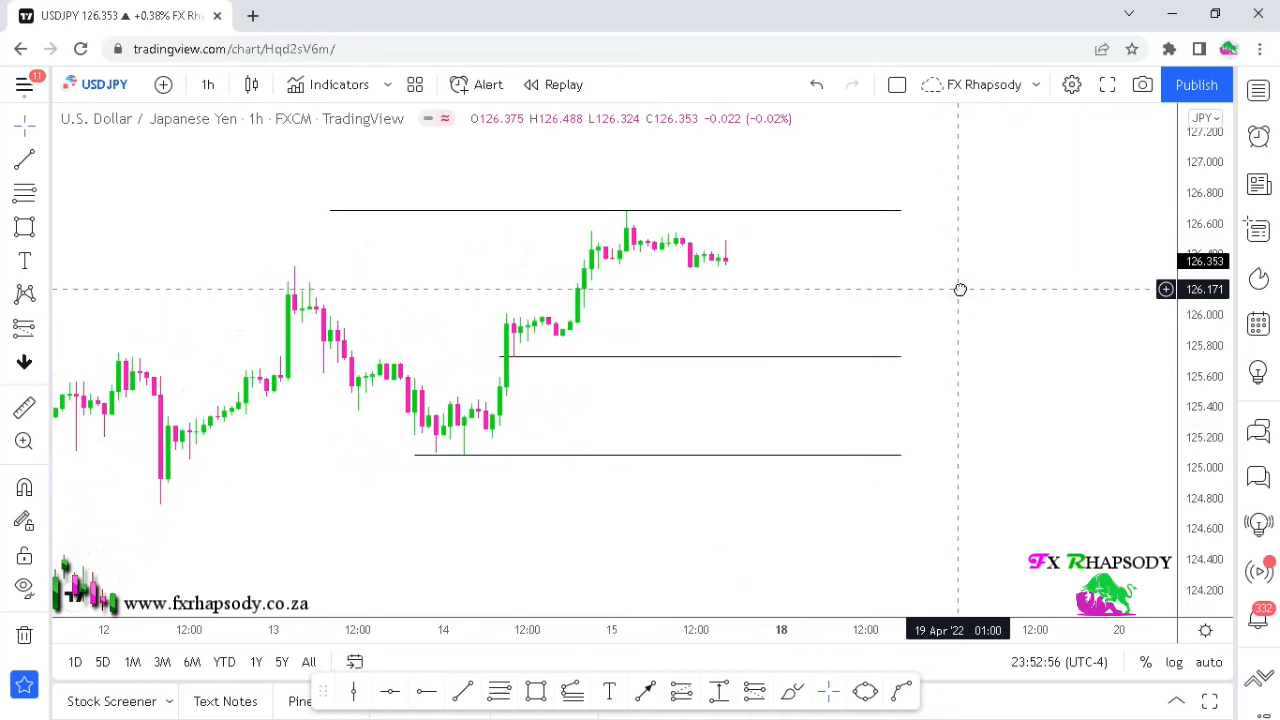 USDJPY 126.353 ▲ +0.38% FX Rh
tradingview.com/chart/Hqd2sV6m/
11
USDJPY
1h
Indicators
Alert
Replay
FX Rhapsody
Publish
U.S. Dollar / Japanese Yen · 1h · FXCM · TradingView
O126.375 H126.488 L126.324 C126.353 -0.022 (-0.02%)
JPY
127.200
127.000
126.800
126.600
126.353
126.171
126.000
125.800
125.600
125.400
125.200
125.000
124.800
124.600
124.400
124.200
FX RHAPSODY
www.fxrhapsody.co.za
332
12
12:00
13
12:00
14
12:00
15
12:00
18
12:00
19 Apr '22 01:00
12:00
20
1D
5D
1M
3M
6M
YTD
1Y
5Y
All
23:52:56 (UTC-4)
%
log
auto
Stock Screener
Text Notes
Pine
T